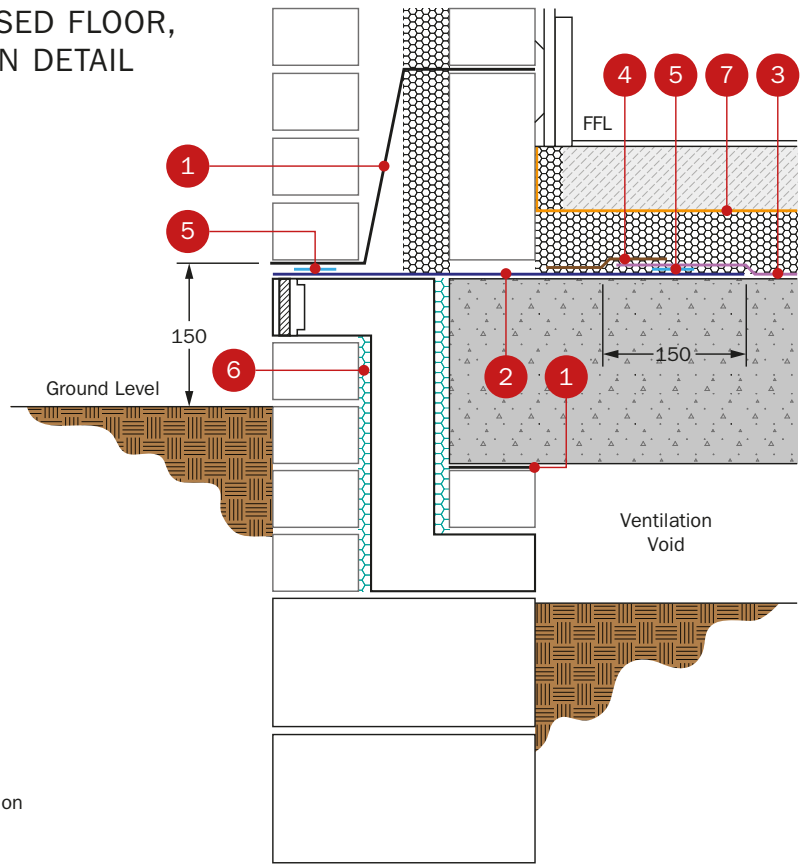 SED FLOOR,
N DETAIL
4 5 7 3
FFL
1
5
150
150
6
2 1
Ground Level
Ventilation
Void
on